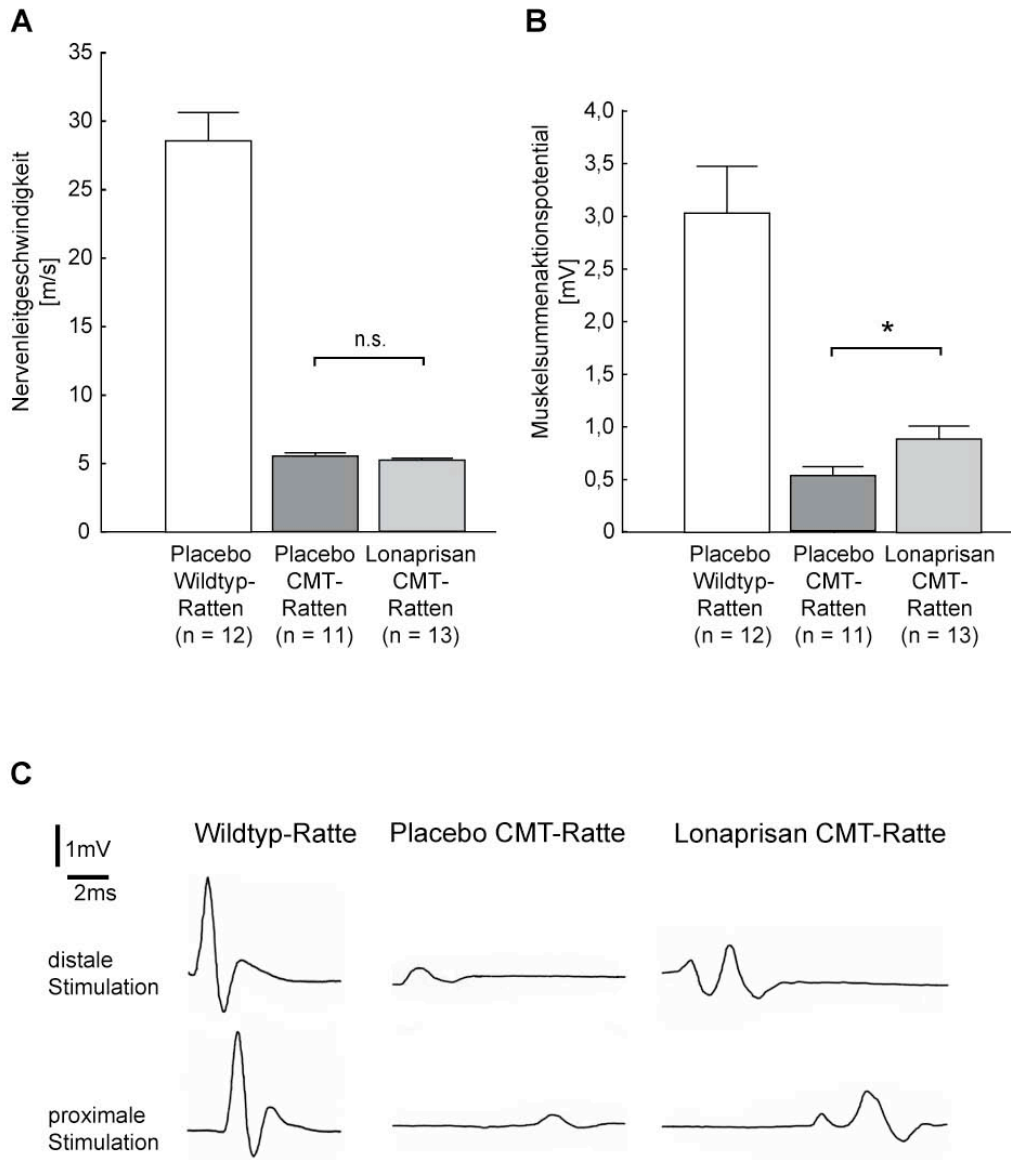 A
Nervenleitgeschwindigkeit
[m/s]
35
30
25
20
15
10
5
0
n.s.
Placebo
Wildtyp-
Ratten
(n = 12)
Placebo
CMT-
Ratten
(n = 11)
Lonaprisan
CMT-
Ratten
(n = 13)
B
Muskelsummenaktionspotential
[mV]
4,0
3,5
3,0
2,5
2,0
1,5
1,0
0,5
0
*
Placebo
Wildtyp-
Ratten
(n = 12)
Placebo
CMT-
Ratten
(n = 11)
Lonaprisan
CMT-
Ratten
(n = 13)
C
1mV
2ms
Wildtyp-Ratte
Placebo CMT-Ratte
Lonaprisan CMT-Ratte
distale
Stimulation
proximale
Stimulation